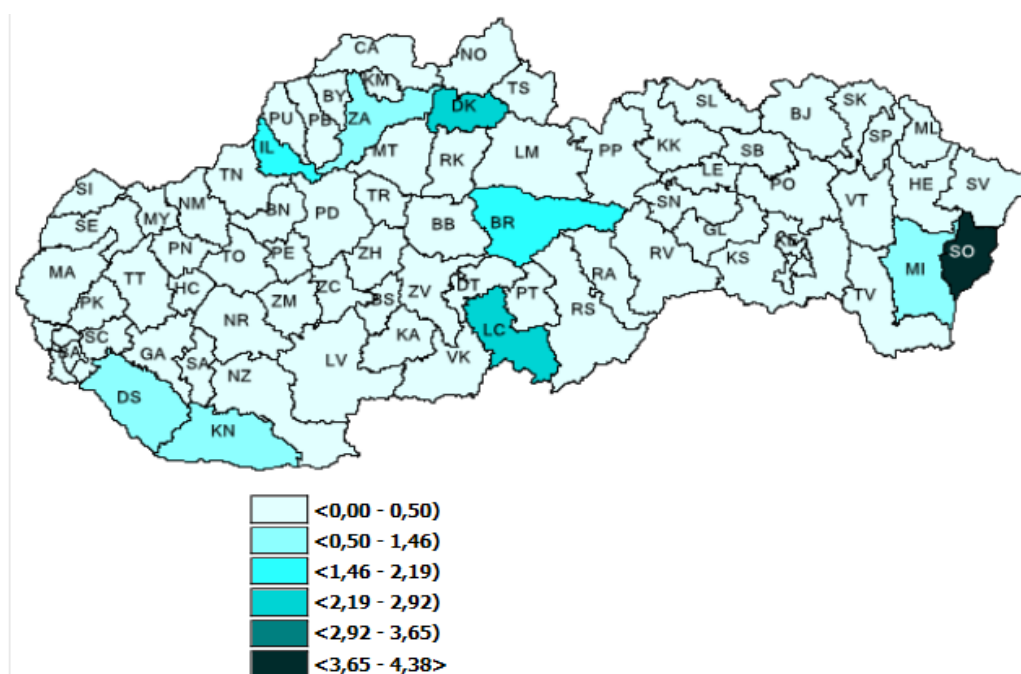 CA
NO
KM
TS
BY
DK
PU
PB
ZA
SL
SK
BJ
ML
SP
IL
MT
RK
LM
PP
KK
SB
TN
LE
PO
HE
SV
SI
NM
BN
PD
TR
SN
VT
SE
MY
BB
BR
GL
PN
TO
PE
ZH
RV
KS
KE
SO
MA
TT
HC
ZM
ZC
BS
ZV
DT
PT
RA
MI
PK
NR
RS
TV
SC
BA
GA
SA
NZ
LV
KA
VK
LC
DS
KN
<0,00 - 0,50)
<0,50 - 1,46)
<1,46 - 2,19)
<2,19 - 2,92)
<2,92 - 3,65)
<3,65 - 4,38>